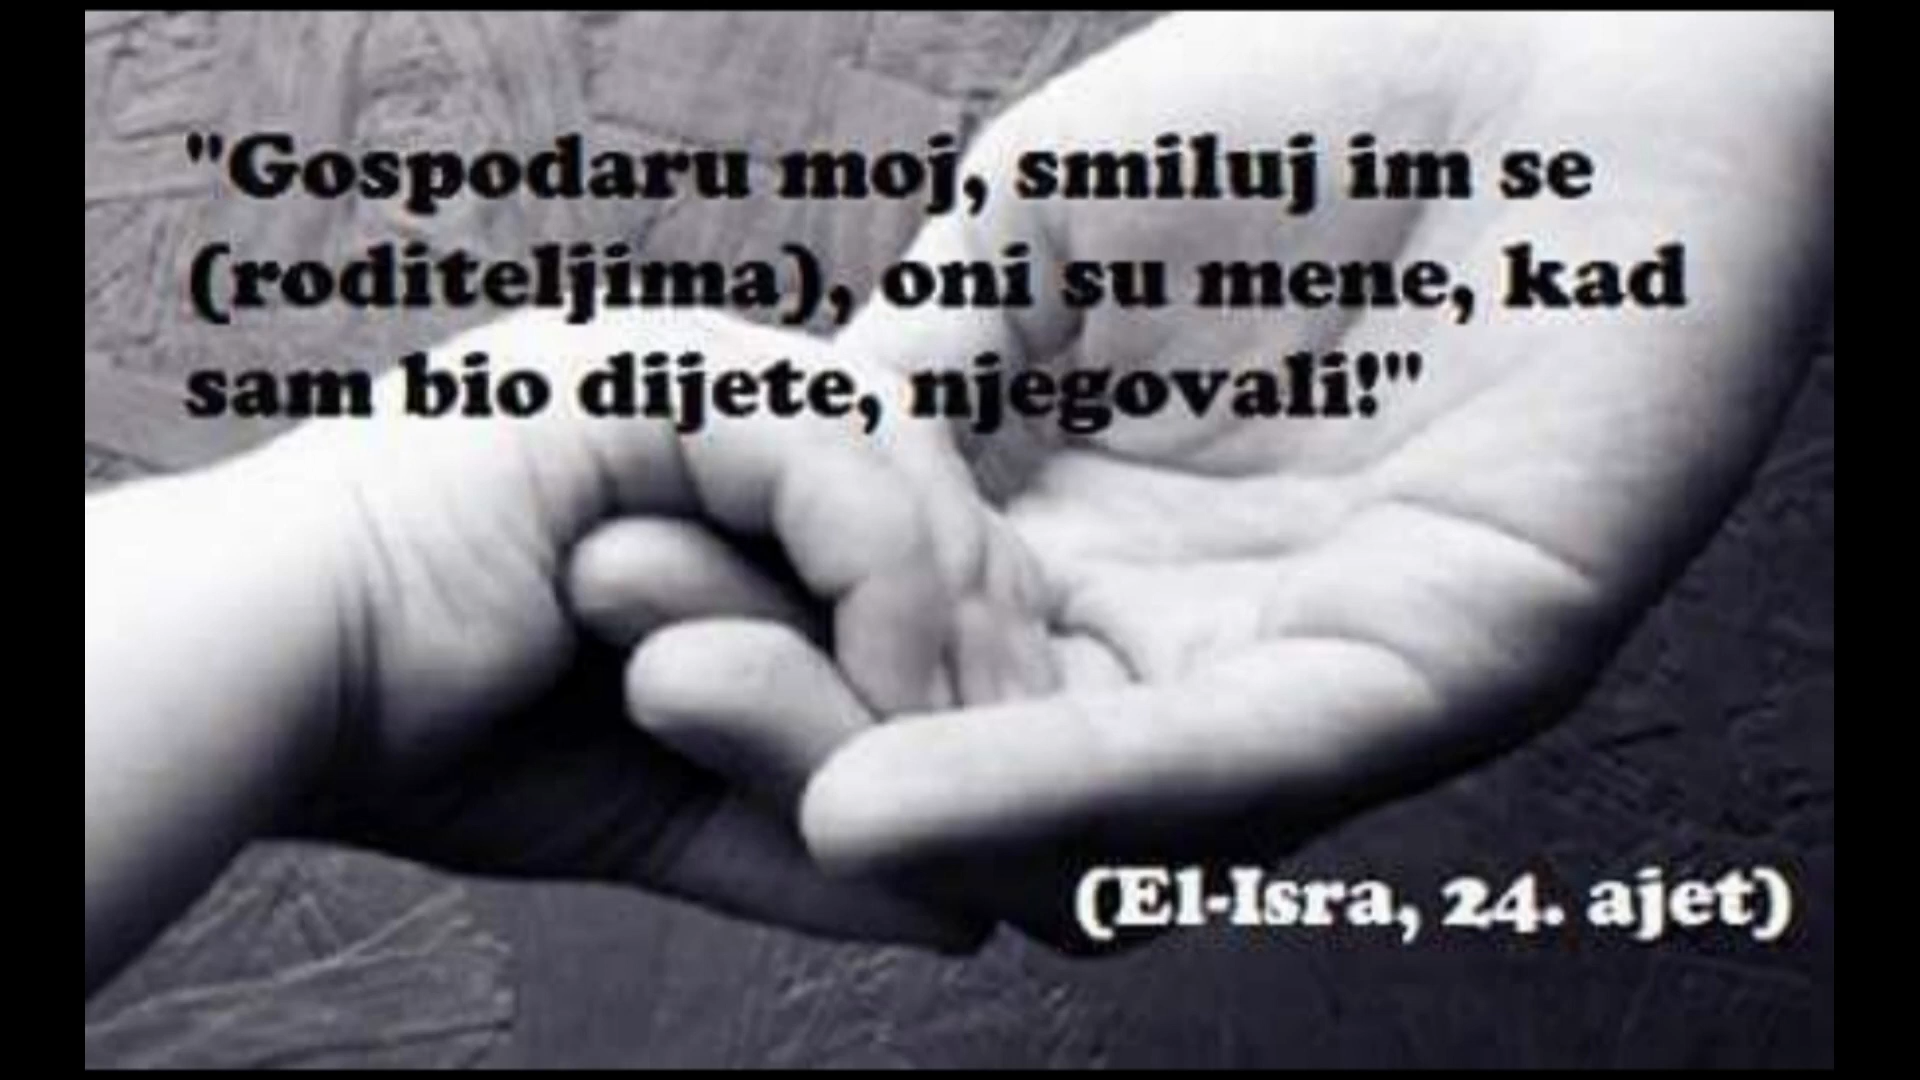 "Gospodaru moj, smiluj im se
(roditeljima), oni su mene, kad
sam bio dijete, njegovali!"
(El-Isra, 24. ajet)